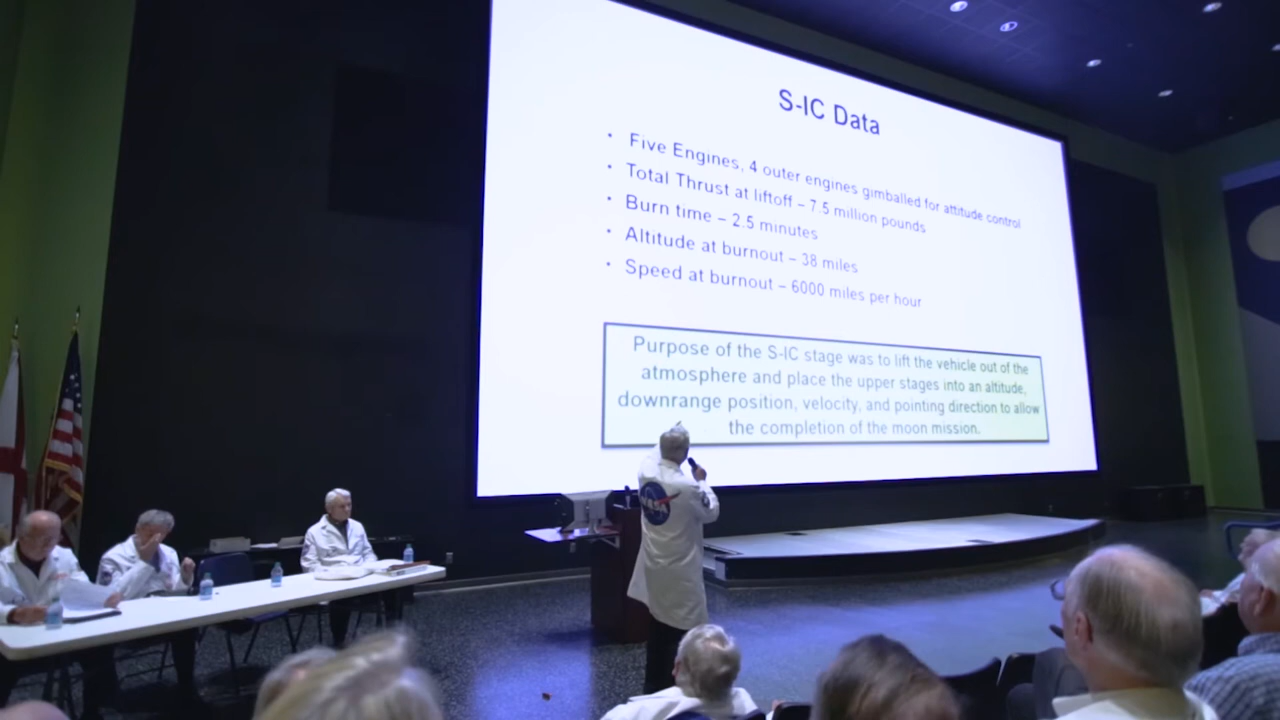 S-IC Data
• Five Engines, 4 outer engines gimballed for attitude control
• Total Thrust at liftoff – 7.5 million pounds
• Burn time – 2.5 minutes
• Altitude at burnout – 38 miles
• Speed at burnout – 6000 miles per hour
Purpose of the S-IC stage was to lift the vehicle out of the
atmosphere and place the upper stages into an altitude,
downrange position, velocity, and pointing direction to allow
the completion of the moon mission.
NASA